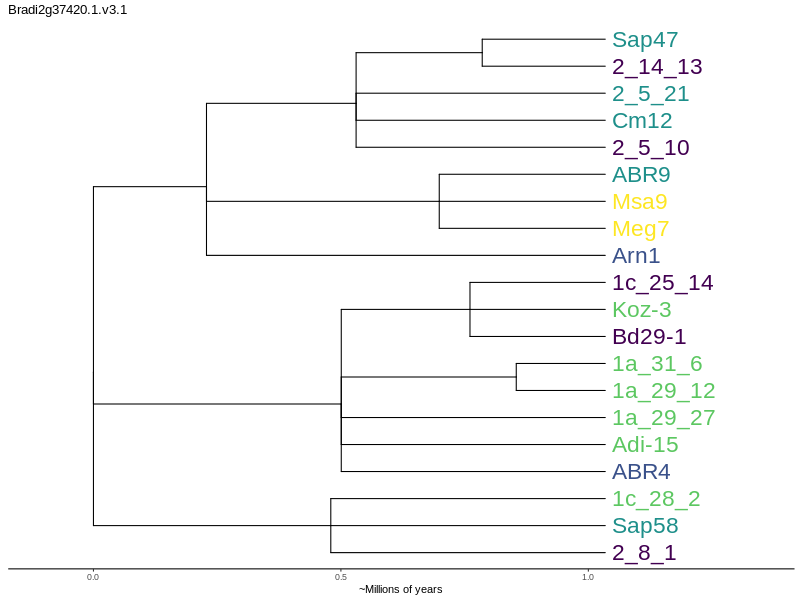 Bradi2g37420.1.v3.1
Sap47
2_14_13
2_5_21
Cm12
2_5_10
ABR9
Msa9
Meg7
Arn1
1c_25_14
Koz-3
Bd29-1
1a_31_6
1a_29_12
1a_29_27
Adi-15
ABR4
1c_28_2
Sap58
2_8_1
0.0 0.5 1.0
~Millions of years